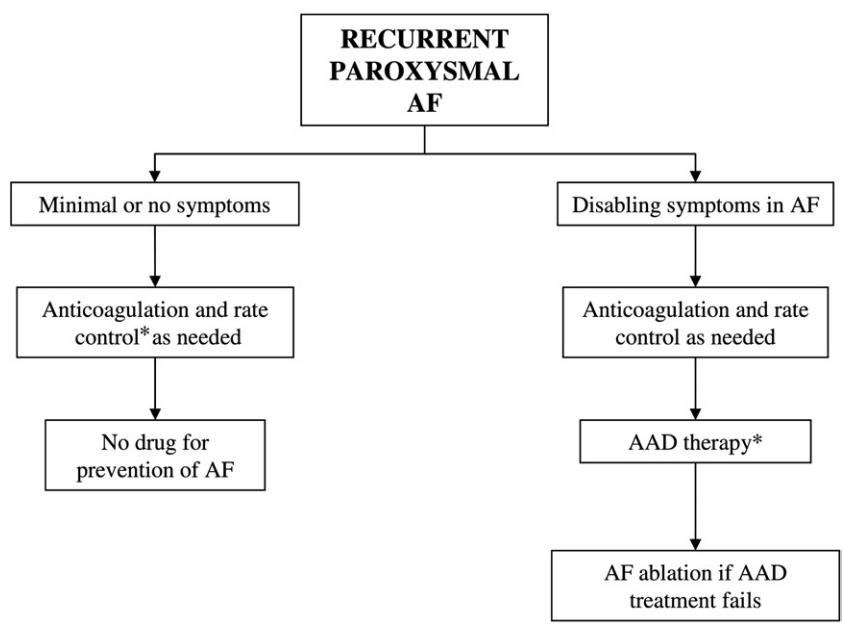 RECURRENT
PAROXYSMAL
AF
Minimal or no symptoms
Disabling symptoms in AF
Anticoagulation and rate
control* as needed
Anticoagulation and rate
control as needed
No drug for
prevention of AF
AAD therapy*
AF ablation if AAD
treatment fails